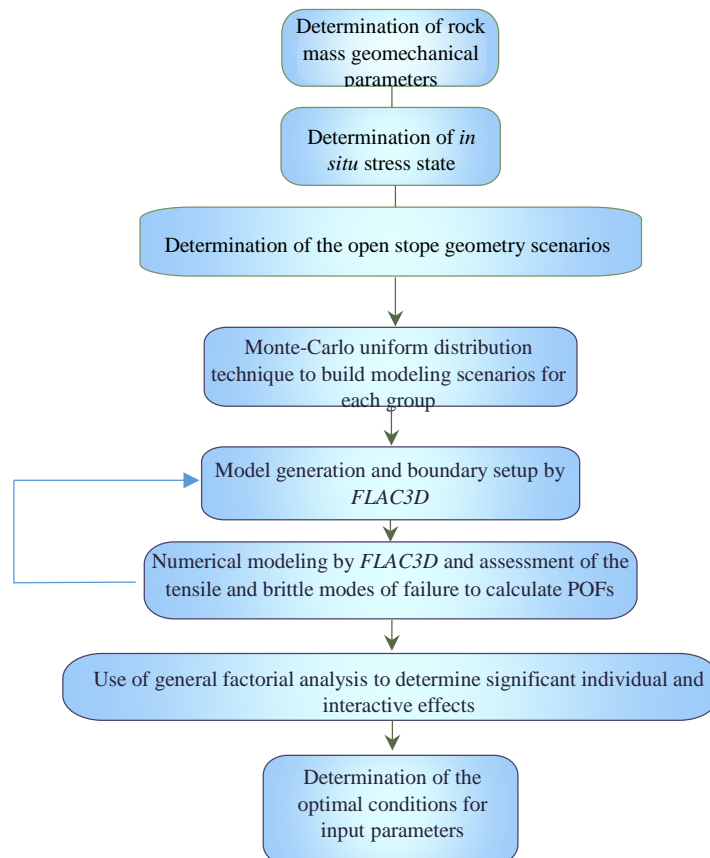 Determination of rock
mass geomechanical
parameters
Determination of in
situ stress state
Determination of the open stope geometry scenarios
Monte-Carlo uniform distribution
technique to build modeling scenarios for
each group
Model generation and boundary setup by
FLAC3D
Numerical modeling by FLAC3D and assessment of the
tensile and brittle modes of failure to calculate POFs
Use of general factorial analysis to determine significant individual and
interactive effects
Determination of the
optimal conditions for
input parameters